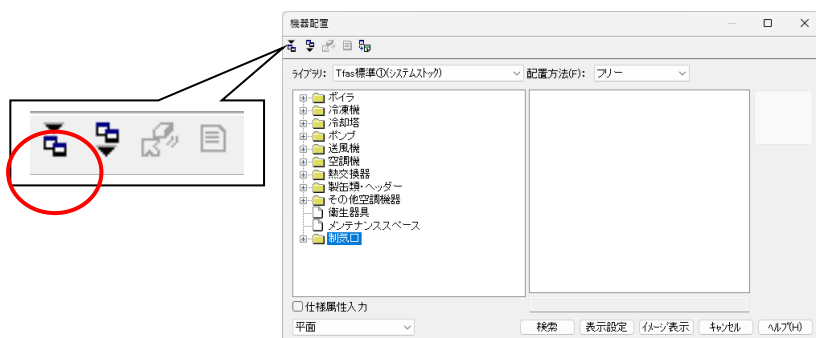 機器配置
ﾗｲﾌﾞﾗﾘ: Tfas標準①(ｼｽﾃﾑｽﾄｯｸ) 配置方法(F): フリー
ボイラ
冷凍機
冷却塔
ポンプ
送風機
空調機
熱交換器
製缶類・ヘッダー
その他空調機器
衛生器具
メンテナンススペース
制気口
仕様属性入力
平面 検索 表示設定 ｲﾒｰｼﾞ表示 ｷｬﾝｾﾙ ﾍﾙﾌﾟ(H)